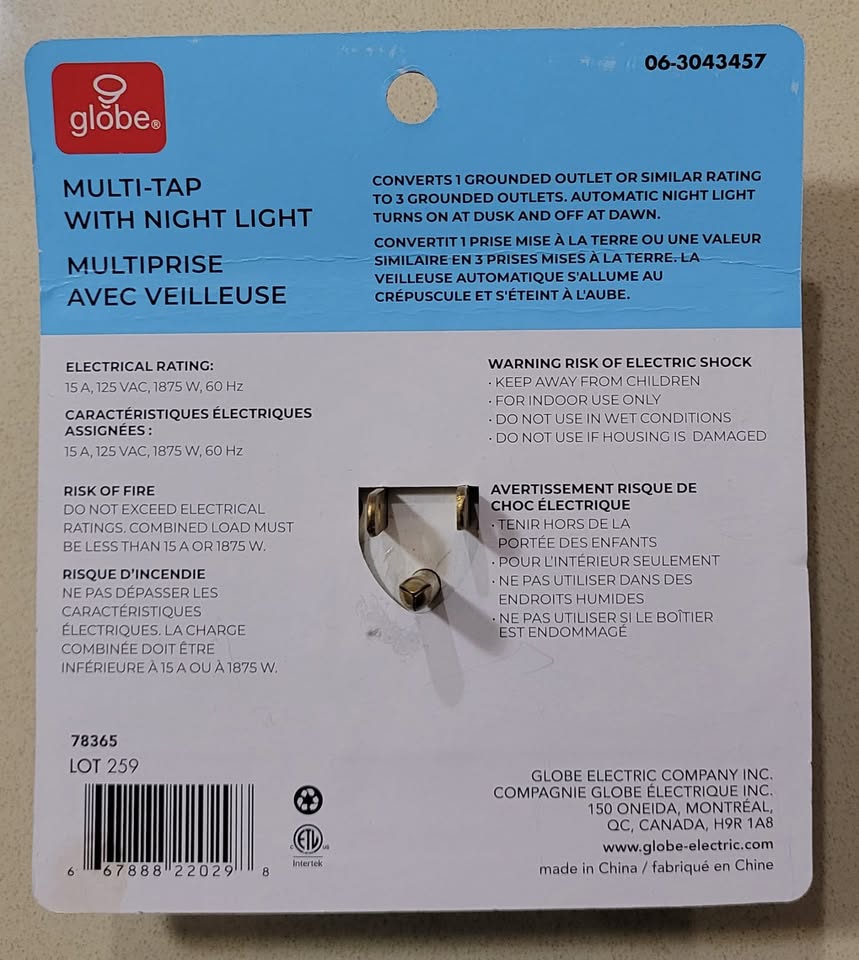 glŏbe®
06-3043457
MULTI-TAP
WITH NIGHT LIGHT
MULTIPRISE
AVEC VEILLEUSE
CONVERTS 1 GROUNDED OUTLET OR SIMILAR RATING
TO 3 GROUNDED OUTLETS. AUTOMATIC NIGHT LIGHT
TURNS ON AT DUSK AND OFF AT DAWN.
CONVERTIT 1 PRISE MISE À LA TERRE OU UNE VALEUR
SIMILAIRE EN 3 PRISES MISES À LA TERRE. LA
VEILLEUSE AUTOMATIQUE S'ALLUME AU
CRÉPUSCULE ET S'ÉTEINT À L'AUBE.
ELECTRICAL RATING:
15 A, 125 VAC, 1875 W, 60 Hz
CARACTÉRISTIQUES ÉLECTRIQUES
ASSIGNÉES :
15 A, 125 VAC, 1875 W, 60 Hz
RISK OF FIRE
DO NOT EXCEED ELECTRICAL
RATINGS. COMBINED LOAD MUST
BE LESS THAN 15 A OR 1875 W.
RISQUE D'INCENDIE
NE PAS DÉPASSER LES
CARACTÉRISTIQUES
ÉLECTRIQUES. LA CHARGE
COMBINÉE DOIT ÊTRE
INFÉRIEURE À 15 A OU À 1875 W.
WARNING RISK OF ELECTRIC SHOCK
· KEEP AWAY FROM CHILDREN
· FOR INDOOR USE ONLY
· DO NOT USE IN WET CONDITIONS
· DO NOT USE IF HOUSING IS DAMAGED
AVERTISSEMENT RISQUE DE
CHOC ÉLECTRIQUE
· TENIR HORS DE LA
PORTÉE DES ENFANTS
· POUR L'INTÉRIEUR SEULEMENT
· NE PAS UTILISER DANS DES
ENDROITS HUMIDES
· NE PAS UTILISER SI LE BOÎTIER
EST ENDOMMAGÉ
78365
LOT 259
6 67888 22029 8
C ETL US
Intertek
GLOBE ELECTRIC COMPANY INC.
COMPAGNIE GLOBE ÉLECTRIQUE INC.
150 ONEIDA, MONTRÉAL,
QC, CANADA, H9R 1A8
www.globe-electric.com
made in China / fabriqué en Chine